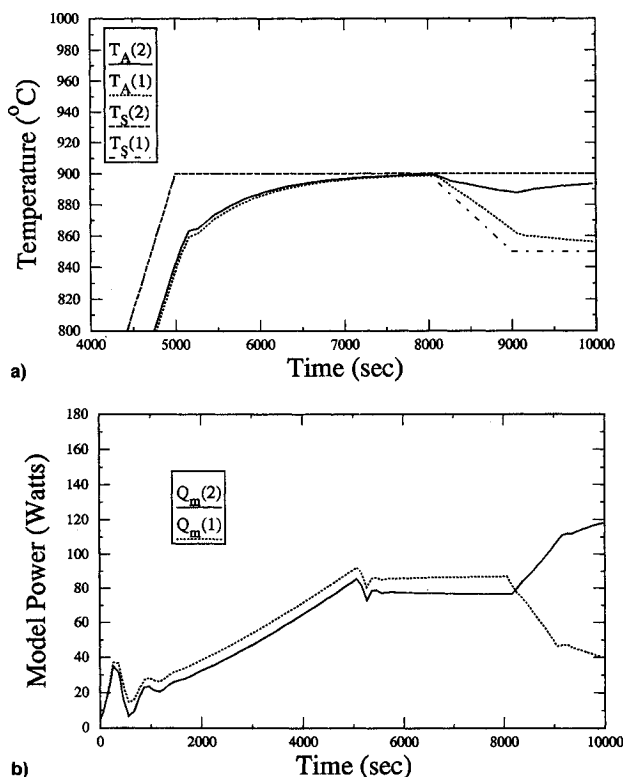 1000
980
960
940
920
900
880
860
840
820
800
Temperature (°C)
T_A(2)
T_A(1)
T_S(2)
T_S(1)
4000 5000 6000 7000 8000 9000 10000
Time (sec)
a)
180
160
140
120
100
80
60
40
20
0
Model Power (Watts)
Q_m(2)
Q_m(1)
0 2000 4000 6000 8000 10000
Time (sec)
b)